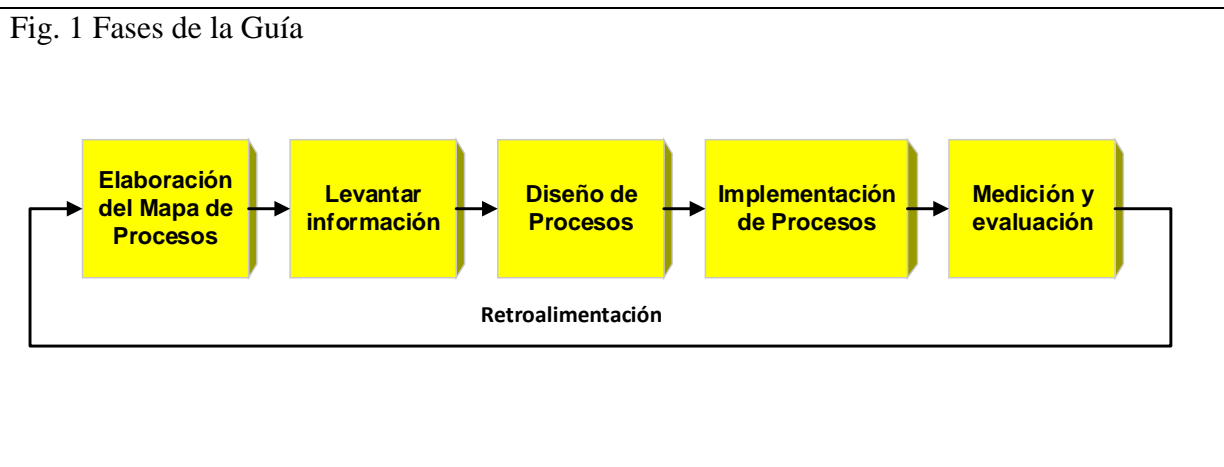 Fig. 1 Fases de la Guía
Elaboración
del Mapa de
Procesos
Levantar
información
Diseño de
Procesos
Implementación
de Procesos
Medición y
evaluación
Retroalimentación